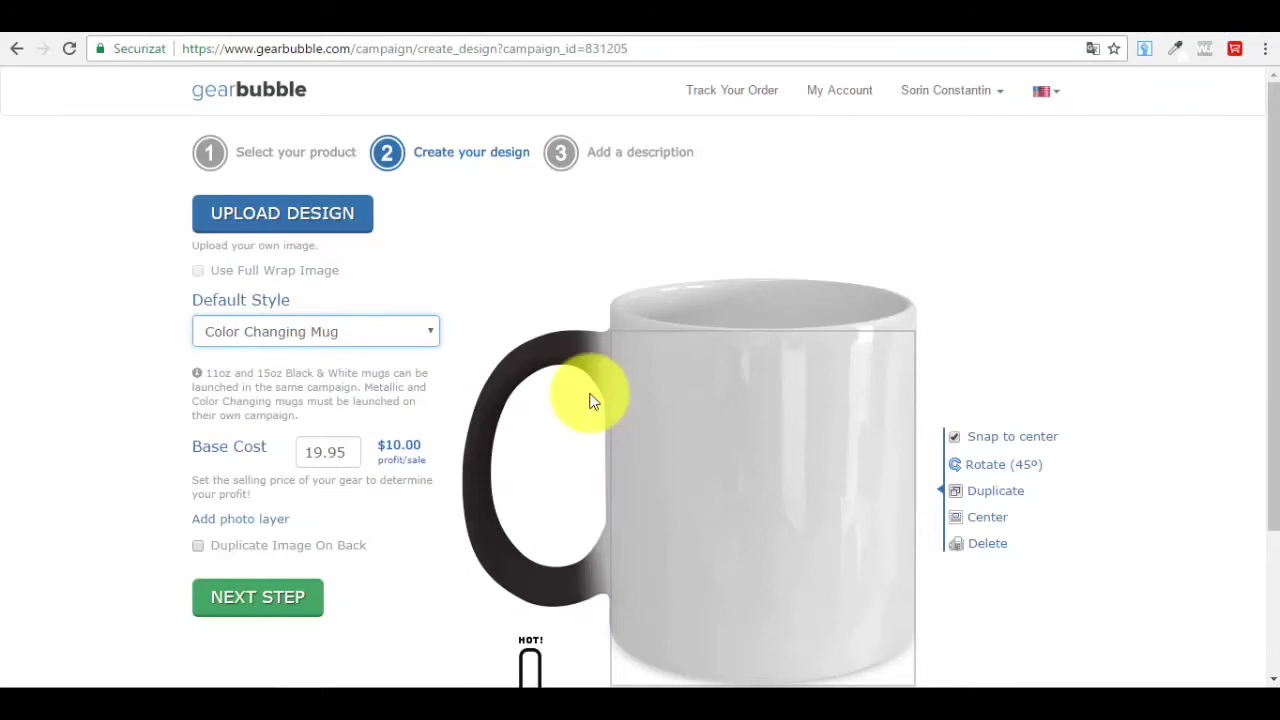 Securizat
https://www.gearbubble.com/campaign/create_design?campaign_id=831205
gearbubble
Track Your Order
My Account
Sorin Constantin
1 Select your product
2 Create your design
3 Add a description
UPLOAD DESIGN
Upload your own image.
Use Full Wrap Image
Default Style
Color Changing Mug
11oz and 15oz Black & White mugs can be
launched in the same campaign. Metallic and
Color Changing mugs must be launched on
their own campaign.
Base Cost 19.95 $10.00
profit/sale
Set the selling price of your gear to determine
your profit!
Add photo layer
Duplicate Image On Back
NEXT STEP
HOT!
Snap to center
Rotate (45º)
Duplicate
Center
Delete